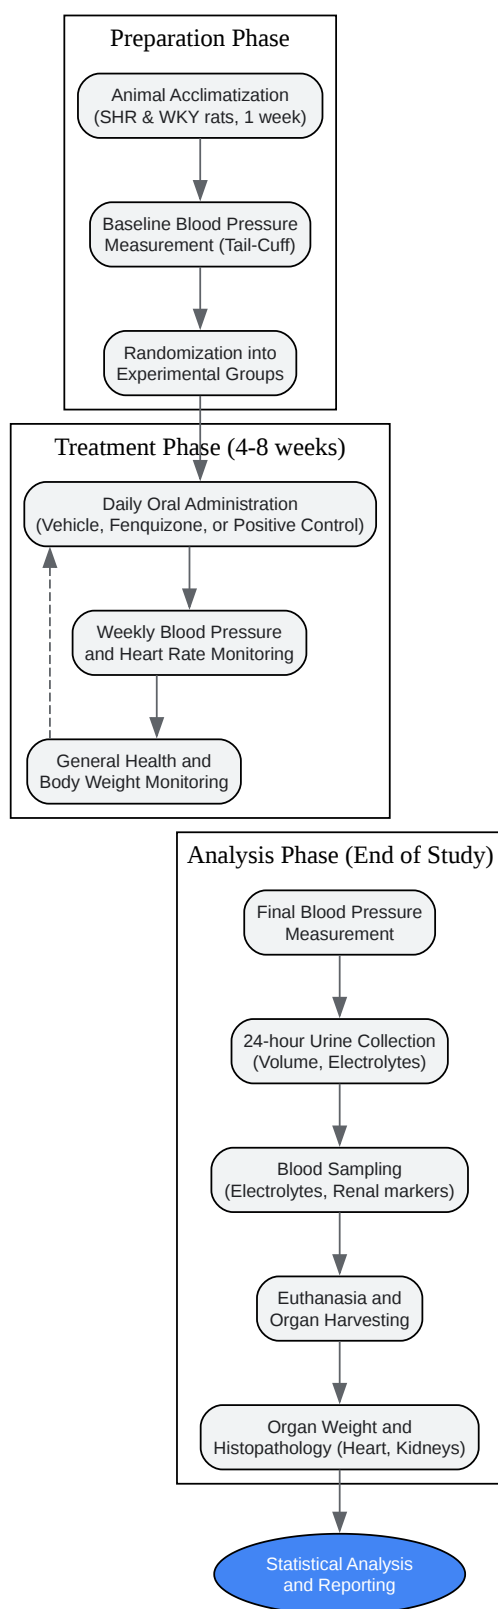 Preparation Phase
Animal Acclimatization
(SHR & WKY rats, 1 week)
Baseline Blood Pressure
Measurement (Tail-Cuff)
Randomization into
Experimental Groups
Treatment Phase (4-8 weeks)
Daily Oral Administration
(Vehicle, Fenquizone, or Positive Control)
Weekly Blood Pressure
and Heart Rate Monitoring
General Health and
Body Weight Monitoring
Analysis Phase (End of Study)
Final Blood Pressure
Measurement
24-hour Urine Collection
(Volume, Electrolytes)
Blood Sampling
(Electrolytes, Renal markers)
Euthanasia and
Organ Harvesting
Organ Weight and
Histopathology (Heart, Kidneys)
Statistical Analysis
and Reporting